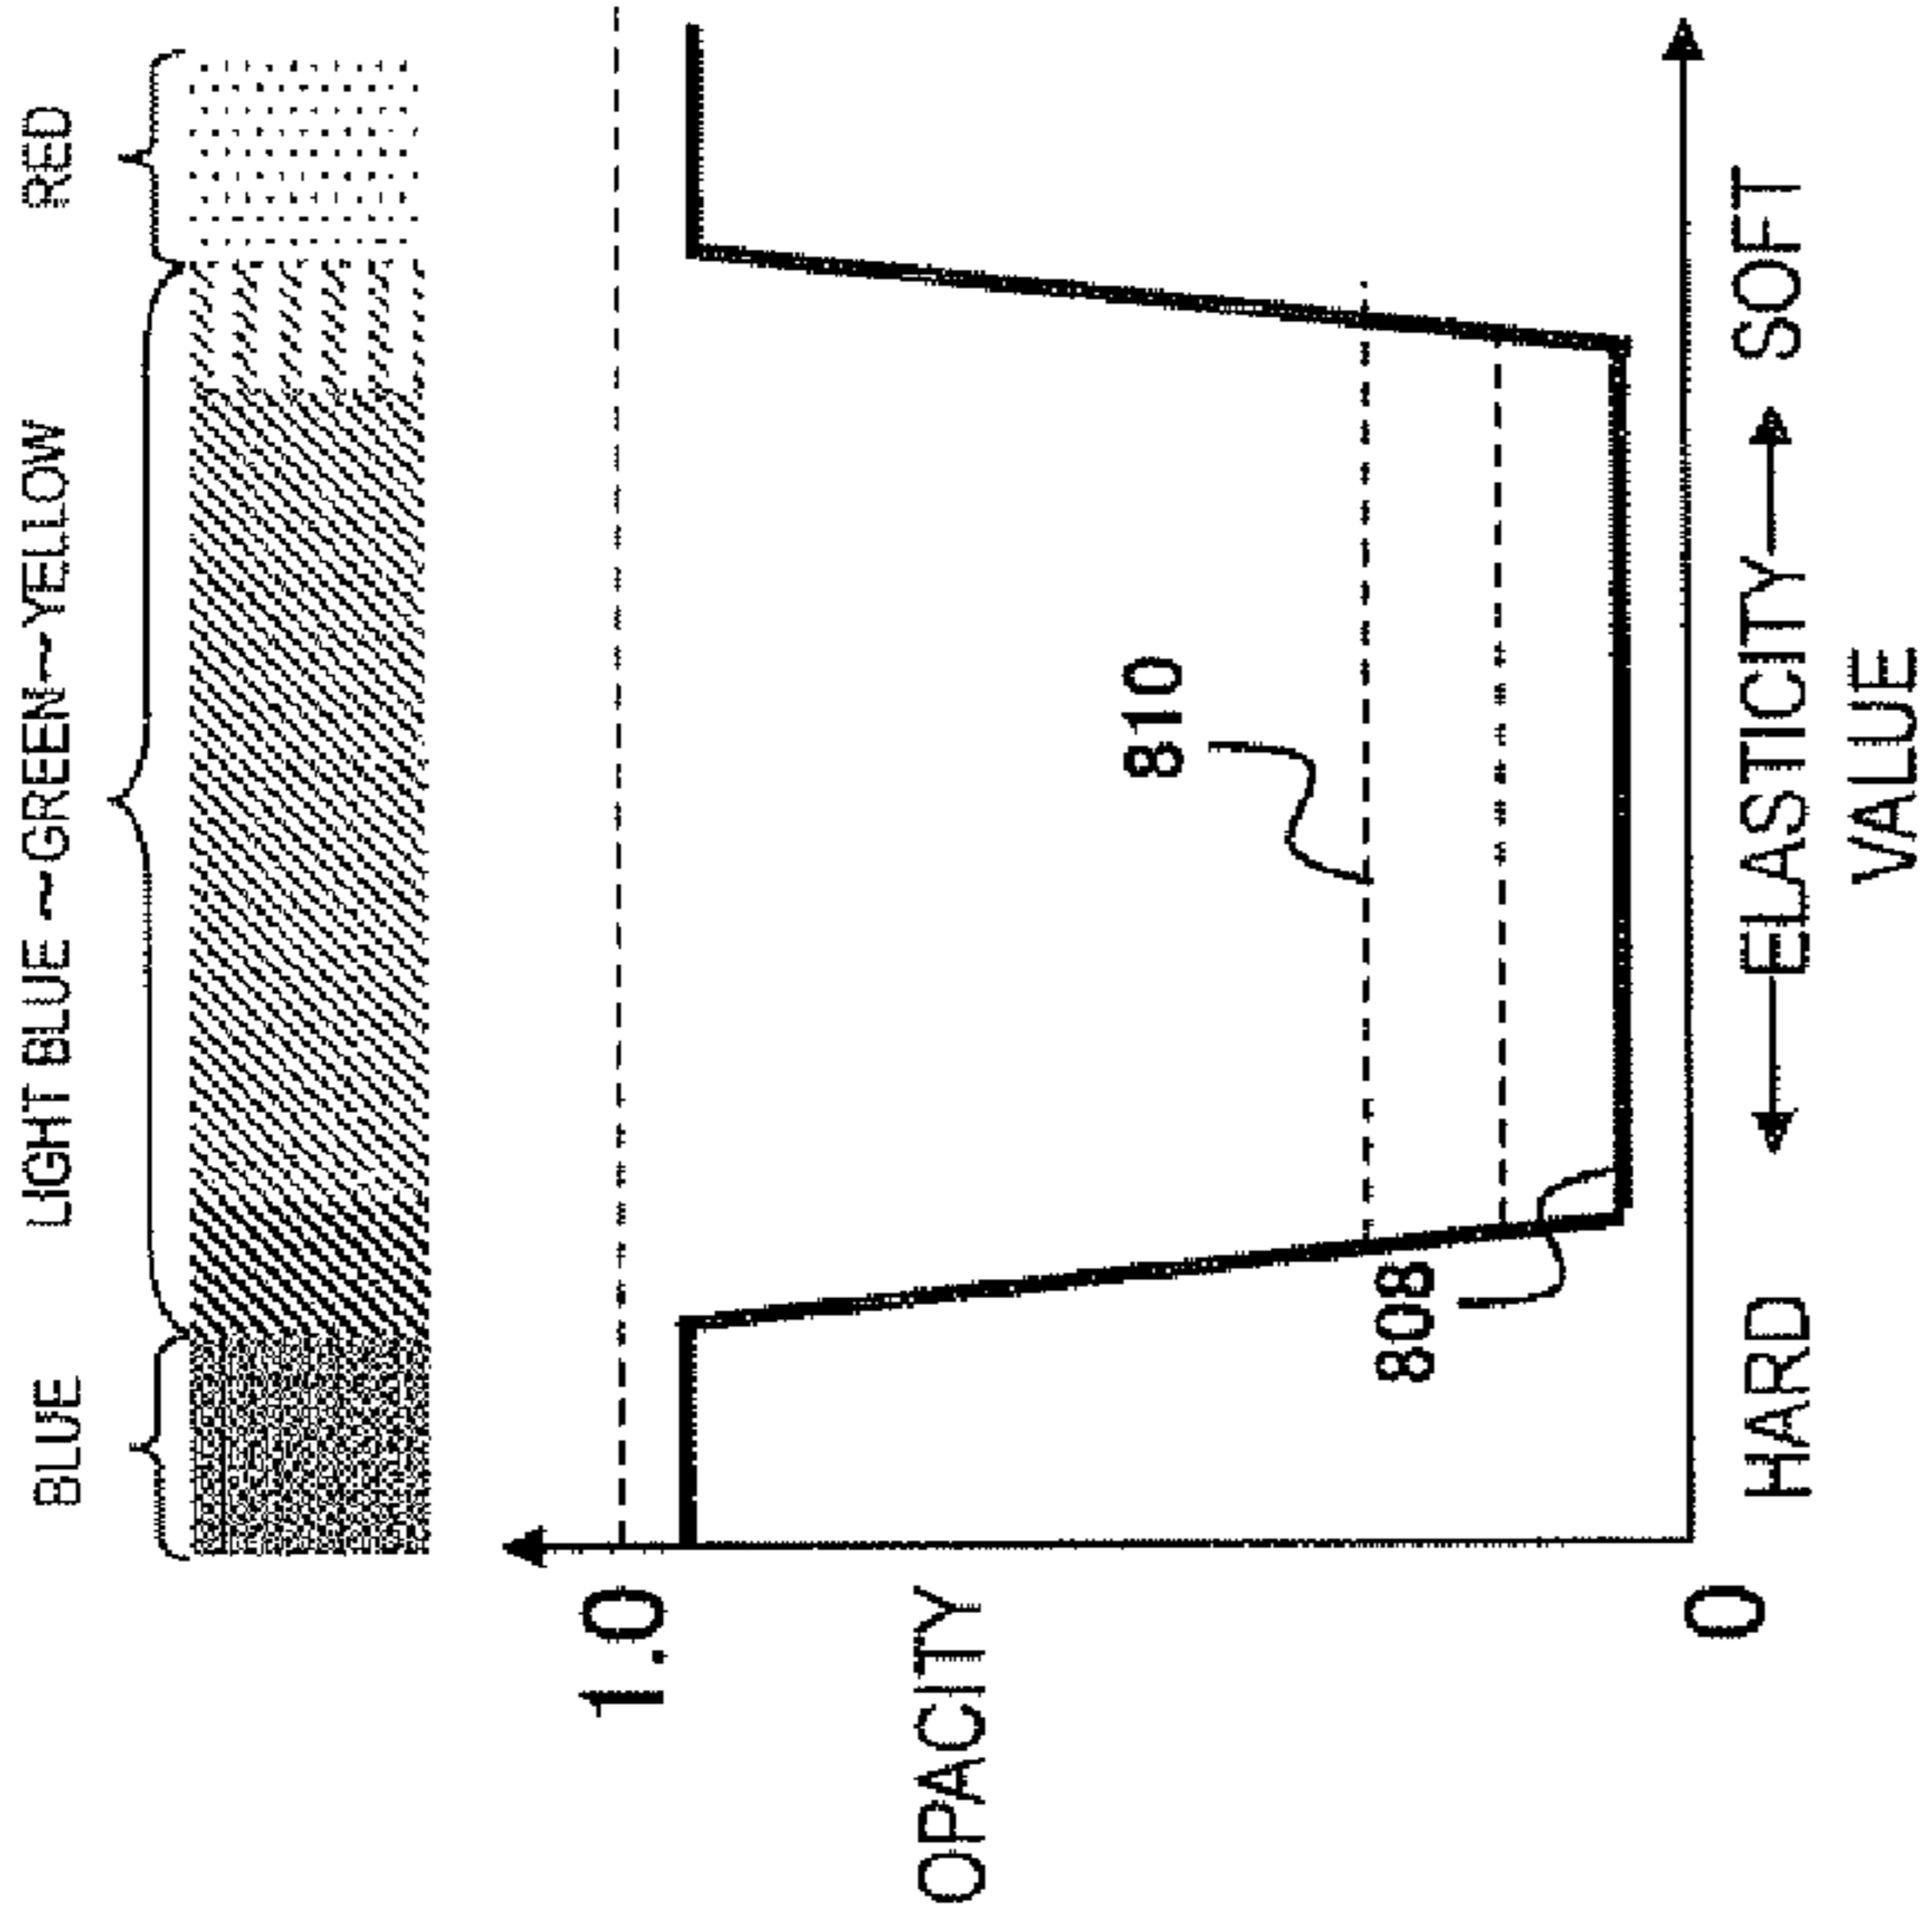 BLUE
LIGHT BLUE ~GREEN~YELLOW
RED
1.0
OPACITY
810
808
0
HARD
ELASTICITY
VALUE
SOFT